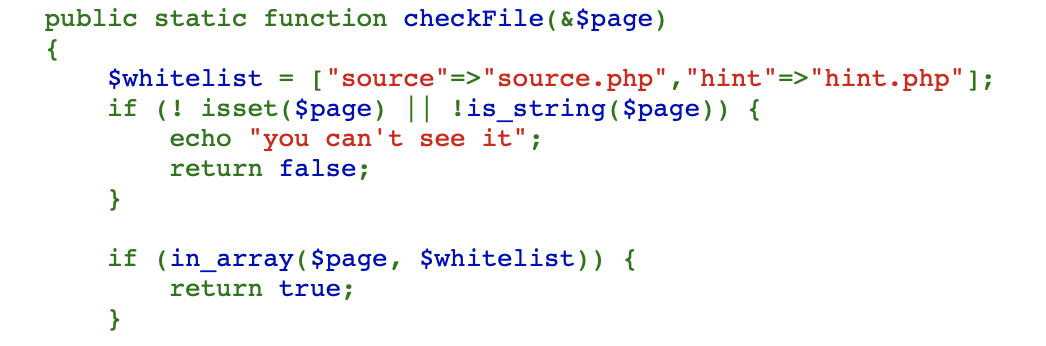 public static function checkFile(&$page)
{
$whitelist = ["source"=>"source.php","hint"=>"hint.php"];
if (! isset($page) || !is_string($page)) {
echo "you can't see it";
return false;
}
if (in_array($page, $whitelist)) {
return true;
}